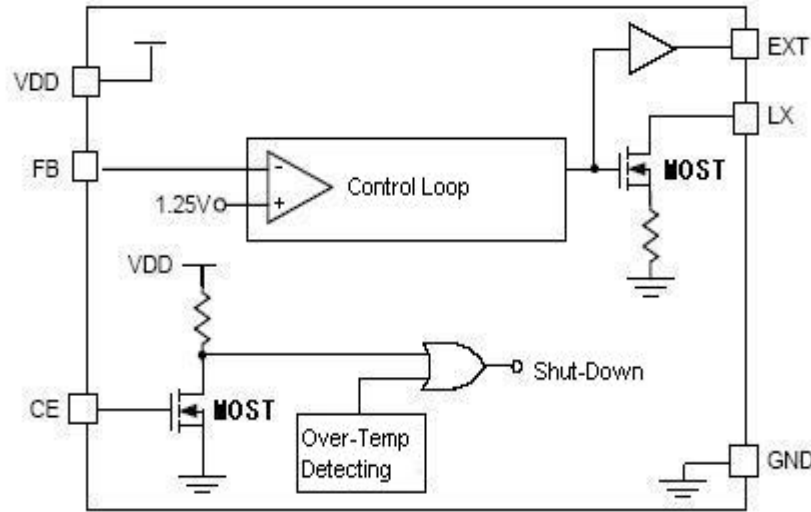 EXT
VDD
LX
FB
-
Control Loop
MOST
1.25V
+
VDD
Shut-Down
CE
MOST
Over-Temp
Detecting
GND